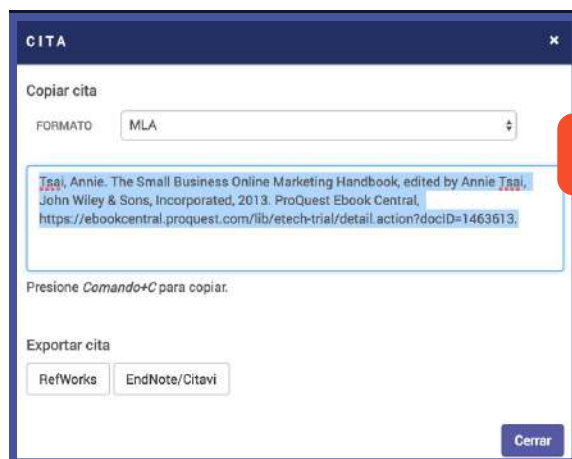 CITA ×
Copiar cita
FORMATO MLA
Tsai, Annie. The Small Business Online Marketing Handbook, edited by Annie Tsai,
John Wiley & Sons, Incorporated, 2013. ProQuest Ebook Central,
https://ebookcentral.proquest.com/lib/etech-trial/detail.action?docID=1463613.
Presione Comando+C para copiar.
Exportar cita
RefWorks EndNote/Citavi
Cerrar